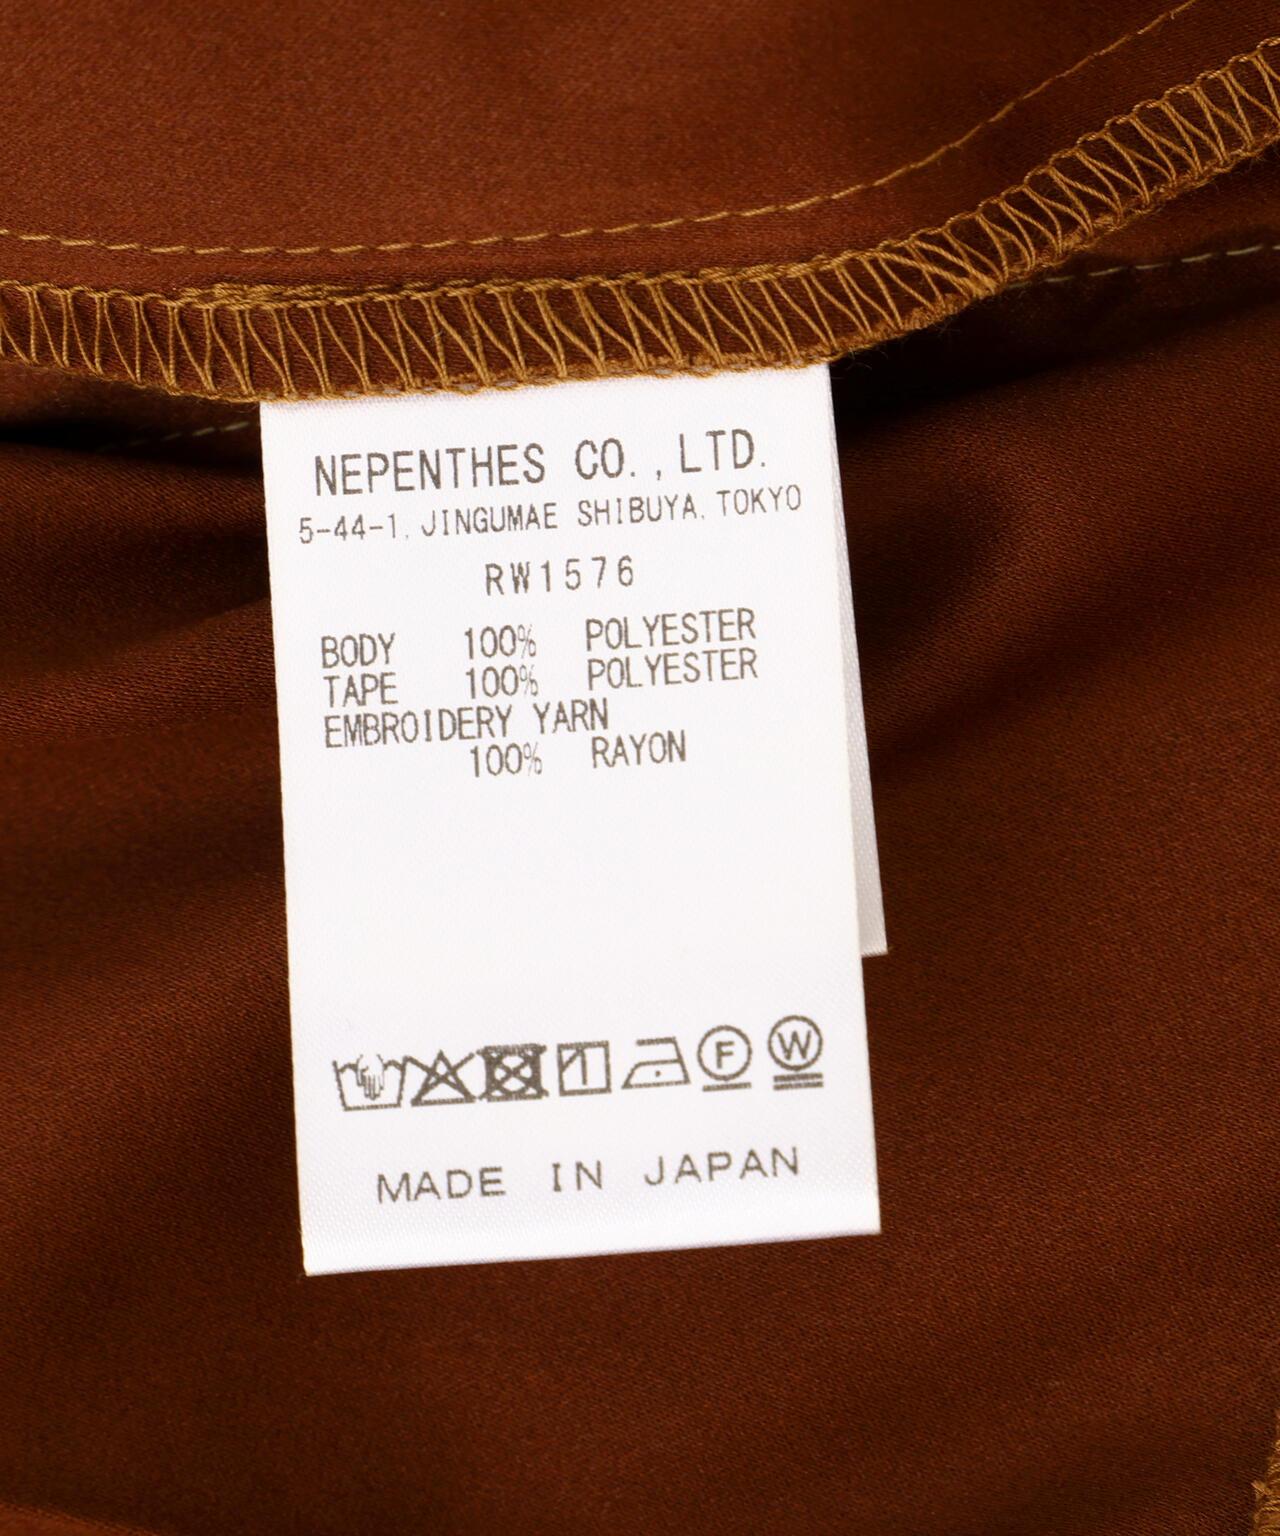 NEPENTHES CO.,LTD.
5-44-1, JINGUMAE SHIBUYA, TOKYO
RW1576
BODY 100% POLYESTER
TAPE 100% POLYESTER
EMBROIDERY YARN
100% RAYON
F W
MADE IN JAPAN